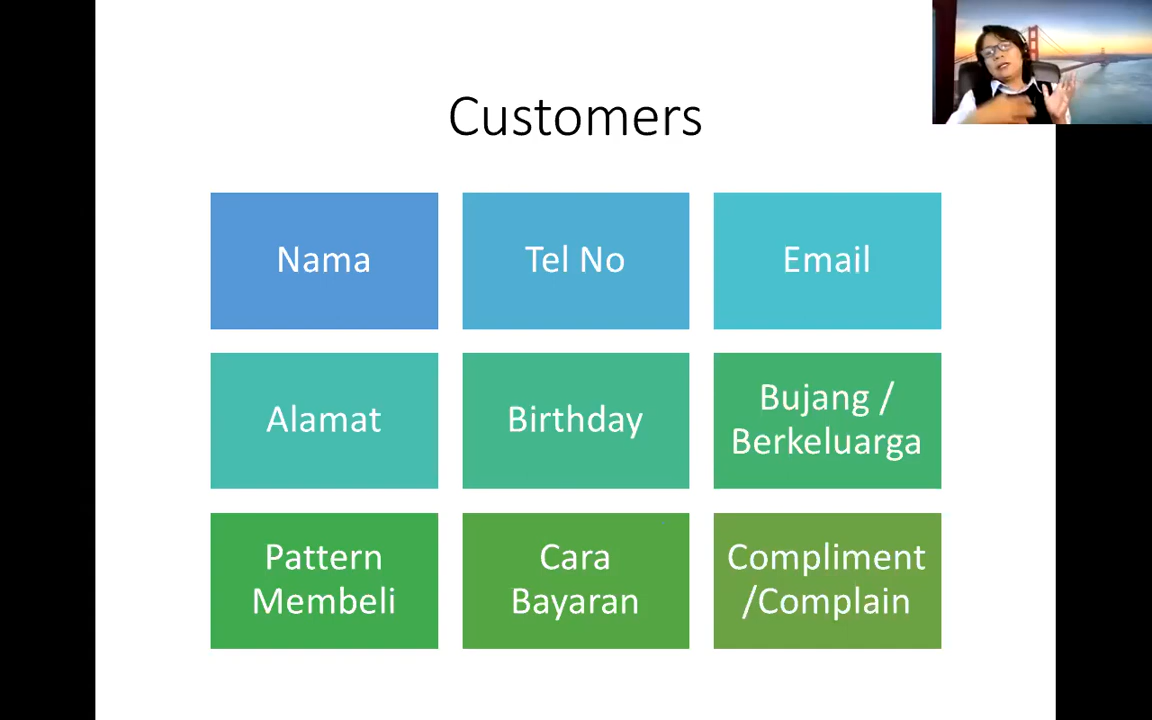 Customers
Nama
Tel No
Email
Alamat
Birthday
Bujang /
Berkeluarga
Pattern
Membeli
Cara
Bayaran
Compliment
/Complain